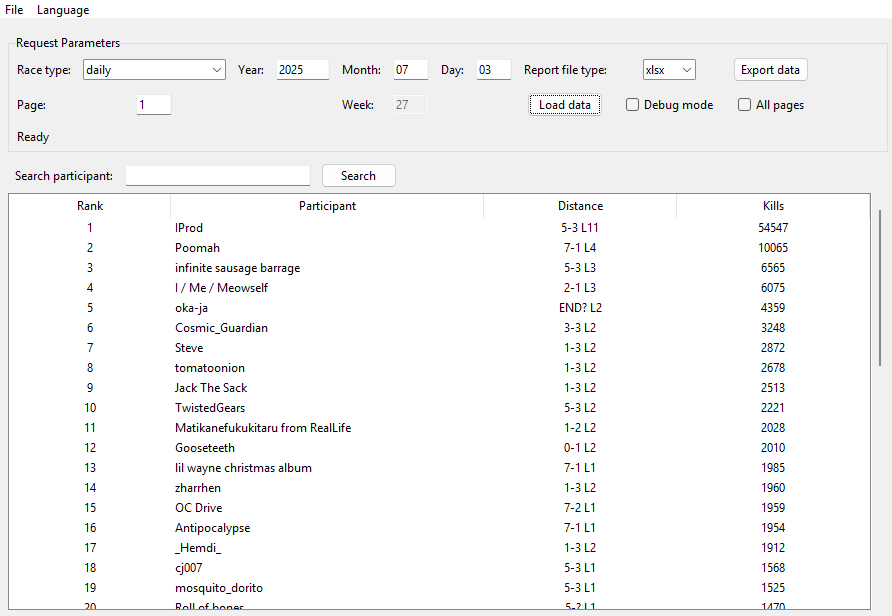 File Language
Request Parameters
Race type: daily Year: 2025 Month: 07 Day: 03 Report file type: xlsx Export data
Page: 1 Week: 27 Load data Debug mode All pages
Ready
Search participant: Search
Rank Participant Distance Kills
1 IProd 5-3 L11 54547
2 Poomah 7-1 L4 10065
3 infinite sausage barrage 5-3 L3 6565
4 I / Me / Meowself 2-1 L3 6075
5 oka-ja END? L2 4359
6 Cosmic_Guardian 3-3 L2 3248
7 Steve 1-3 L2 2872
8 tomatoonion 1-3 L2 2678
9 Jack The Sack 1-3 L2 2513
10 TwistedGears 5-3 L2 2221
11 Matikanefukukitaru from RealLife 1-2 L2 2028
12 Gooseteeth 0-1 L2 2010
13 lil wayne christmas album 7-1 L1 1985
14 zharrhen 1-3 L2 1960
15 OC Drive 7-2 L1 1959
16 Antipocalypse 7-1 L1 1954
17 _Hemdi_ 1-3 L2 1912
18 cj007 5-3 L1 1568
19 mosquito_dorito 5-3 L1 1525
20 Roll of bones L1 1470